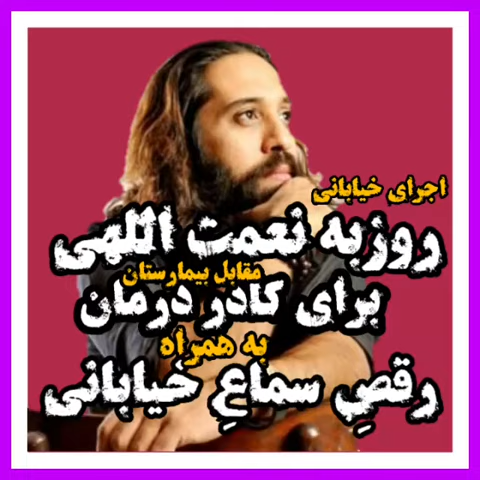 اجرای خیابانی
روزبه نعمت اللهی
مقابل بیمارستان
برای کادر درمان
به همراه
رقصِ سماعِ خیابانی